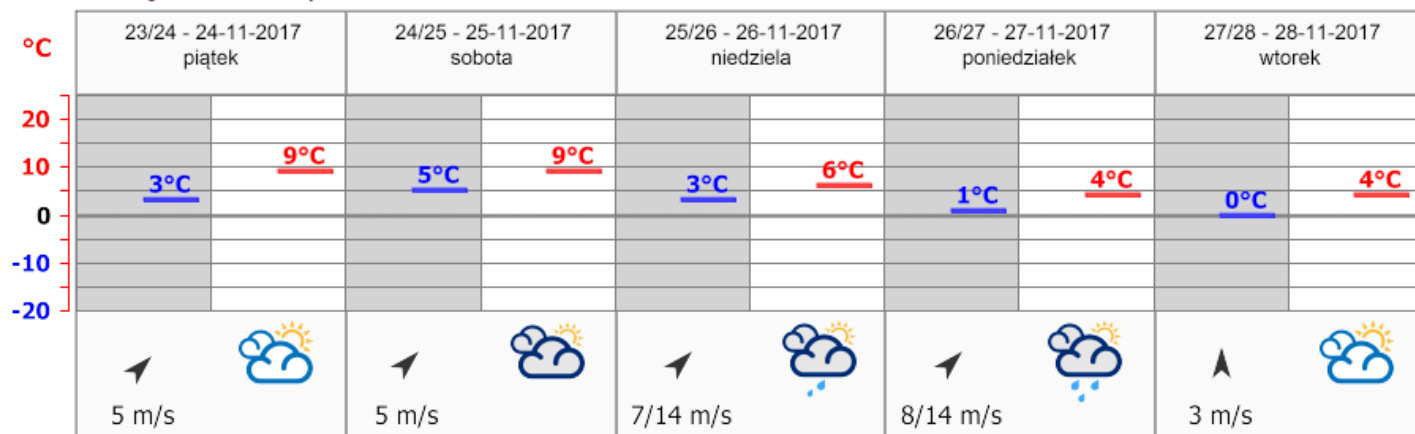 °C
23/24 - 24-11-2017
piątek
24/25 - 25-11-2017
sobota
25/26 - 26-11-2017
niedziela
26/27 - 27-11-2017
poniedziałek
27/28 - 28-11-2017
wtorek
20
10
0
-10
-20
3°C
9°C
5°C
9°C
3°C
6°C
1°C
4°C
0°C
4°C
5 m/s
5 m/s
7/14 m/s
8/14 m/s
3 m/s